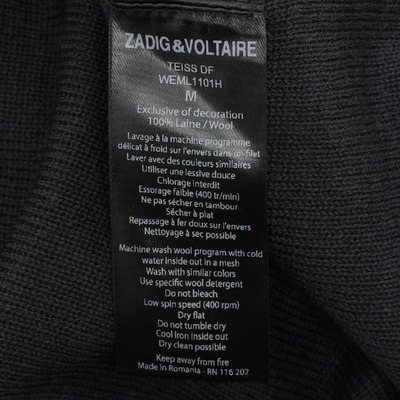 ZADIG&VOLTAIRE
TEISS DF
WEML1101H
M
Exclusive of decoration
100% Laine / Wool
Lavage à la machine programme
délicat à froid sur l'envers dans un filet
Laver avec des couleurs similaires
Utiliser une lessive douce
Chlorage interdit
Essorage faible (400 tr/min)
Ne pas sécher en tambour
Sécher à plat
Repassage à fer doux sur l'envers
Nettoyage à sec possible
Machine wash wool program with cold
water inside out in a mesh
Wash with similar colors
Use specific wool detergent
Do not bleach
Low spin speed (400 rpm)
Dry flat
Do not tumble dry
Cool iron inside out
Dry clean possible
Keep away from fire
Made in Romania - RN 116 207